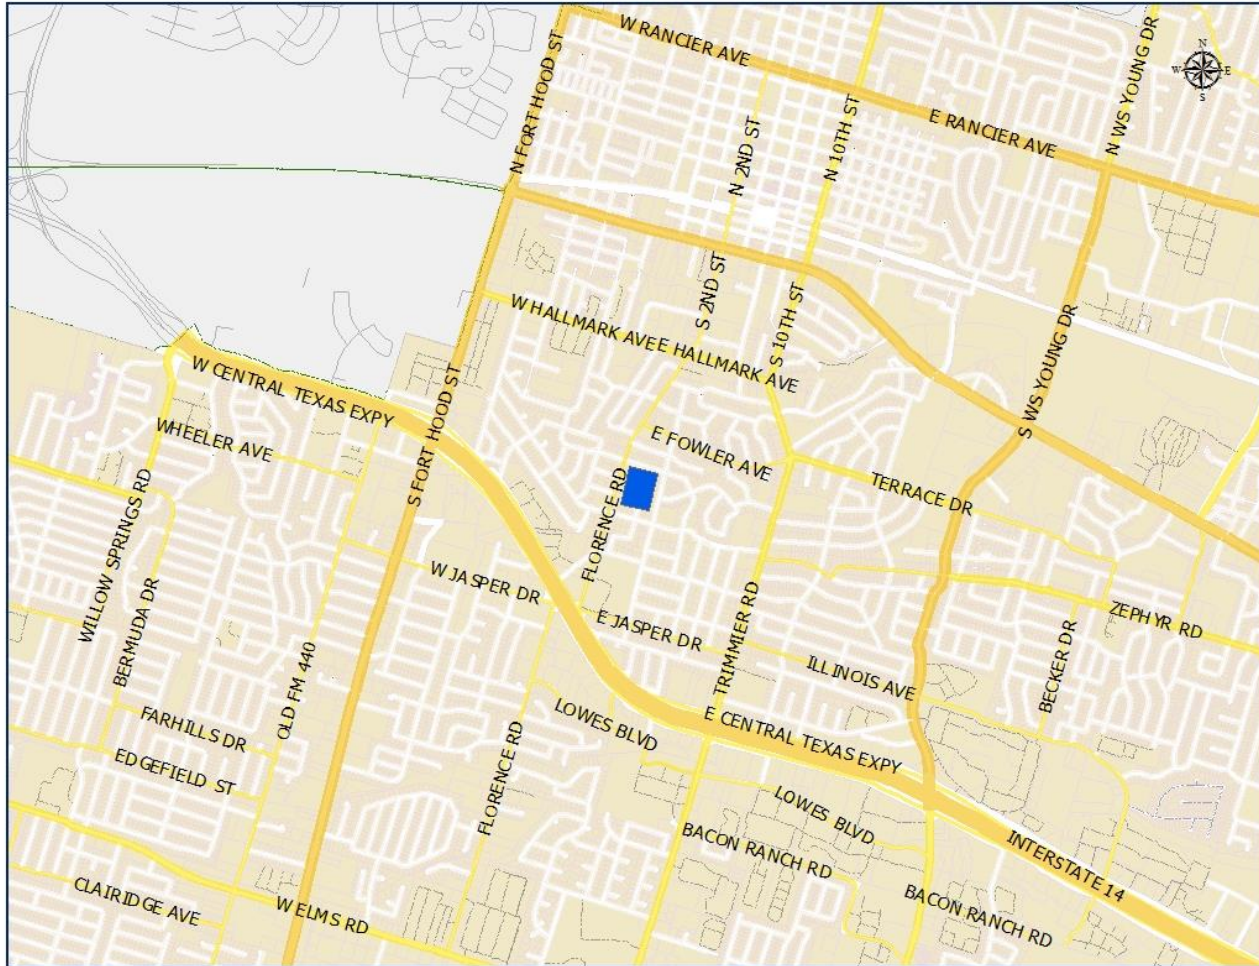 W RANCIER AVE
N WS YOUNG DR
N
W E
S
N FORT HOOD ST
N 2ND ST
N 10TH ST
E RANCIER AVE
S 2ND ST
W HALLMARK AVE
E HALLMARK AVE
S 10TH ST
S WS YOUNG DR
W CENTRAL TEXAS EXPY
S FORT HOOD ST
WHEELER AVE
E FOWLER AVE
TERRACE DR
WILLOW SPRINGS RD
FLORENCE RD
BERMUDA DR
W JASPER DR
E JASPER DR
TRIMMIER RD
ZEPHYR RD
BECKER DR
ILLINOIS AVE
OLD FM 440
FARHILLS DR
EDGEFIELD ST
LOWES BLVD
E CENTRAL TEXAS EXPY
FLORENCE RD
LOWES BLVD
BACON RANCH RD
INTERSTATE 14
CLAIRIDGE AVE
W ELMS RD
BACON RANCH RD